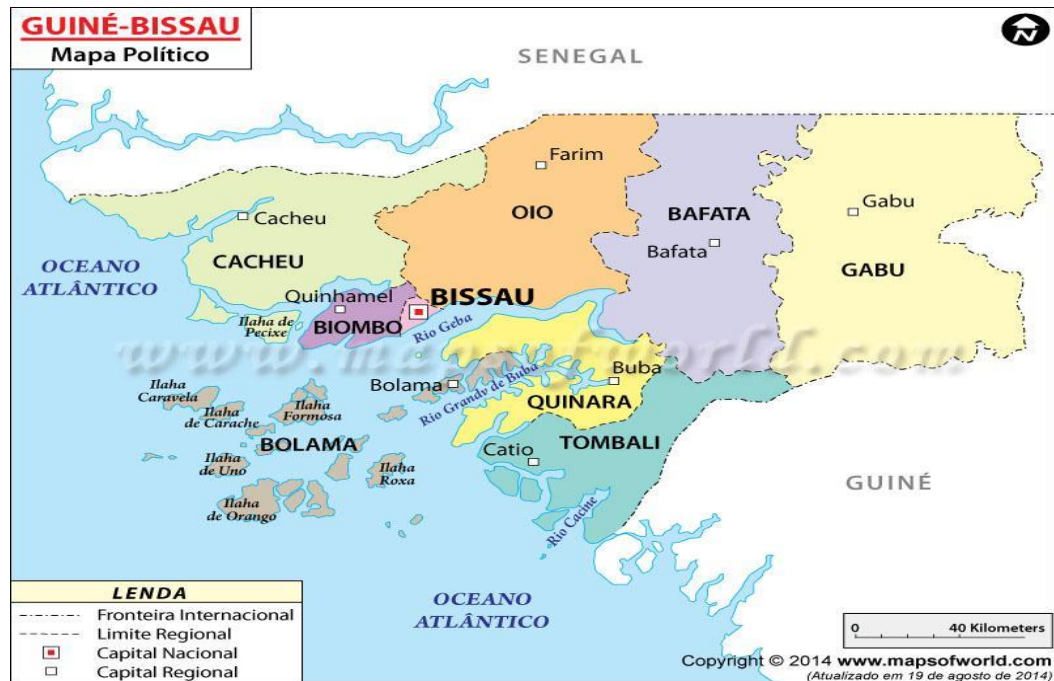 GUINÉ-BISSAU
Mapa Político
N
SENEGAL
Farim
Cacheu
OIO
BAFATA
Gabu
Bafata
CACHEU
GABU
OCEANO
ATLÂNTICO
Quinhamel
BISSAU
BIOMBO
Ilaha de
Pecixe
Rio Geba
www.mapsofworld.com
Bolama
Rio Grandv de Buba
Buba
QUINARA
Ilaha
Caravela
Ilaha
de Carache
Ilaha
Formosa
BOLAMA
TOMBALI
Catio
Ilaha
de Uno
Ilaha
Roxa
Ilaha
de Orango
GUINÉ
Rio Cacine
OCEANO
ATLÂNTICO
LENDA
Fronteira Internacional
Limite Regional
Capital Nacional
Capital Regional
0 40 Kilometers
Copyright © 2014 www.mapsofworld.com
(Atualizado em 19 de agosto de 2014)